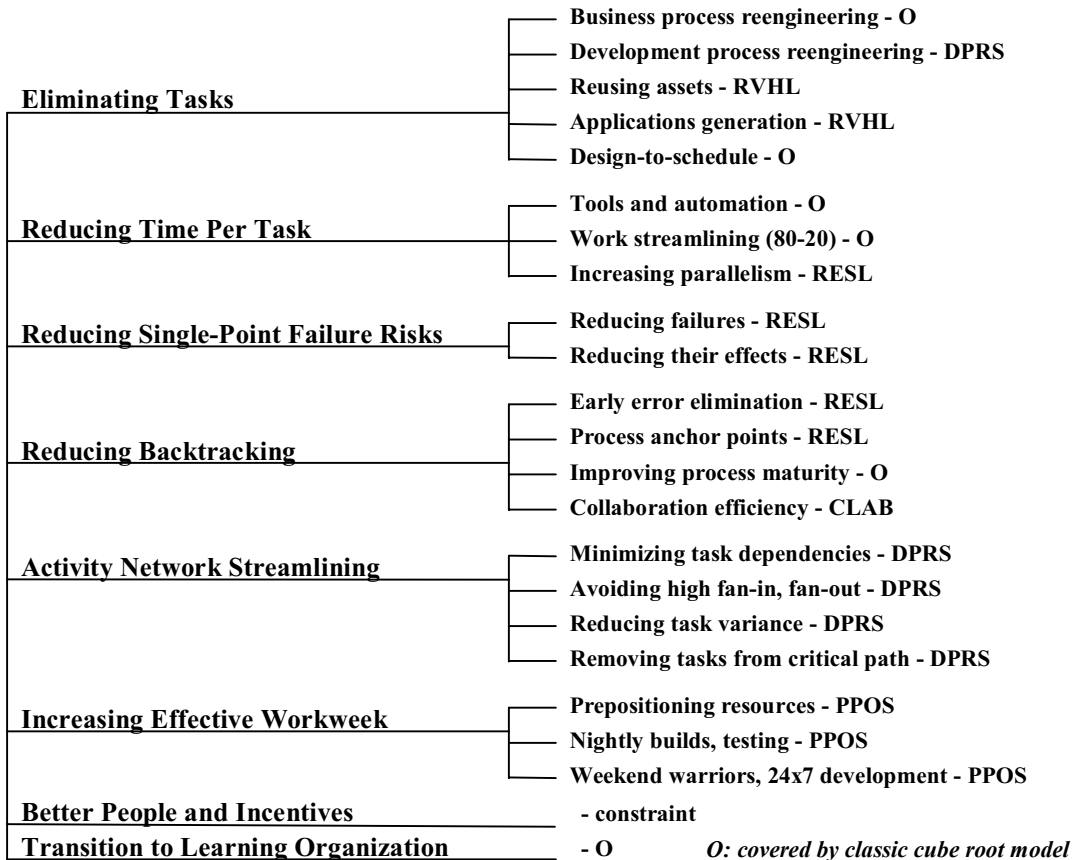 Business process reengineering - O
Development process reengineering - DPRS
Eliminating Tasks
Reusing assets - RVHL
Applications generation - RVHL
Design-to-schedule - O
Tools and automation - O
Reducing Time Per Task
Work streamlining (80-20) - O
Increasing parallelism - RESL
Reducing Single-Point Failure Risks
Reducing failures - RESL
Reducing their effects - RESL
Early error elimination - RESL
Reducing Backtracking
Process anchor points - RESL
Improving process maturity - O
Collaboration efficiency - CLAB
Activity Network Streamlining
Minimizing task dependencies - DPRS
Avoiding high fan-in, fan-out - DPRS
Reducing task variance - DPRS
Removing tasks from critical path - DPRS
Increasing Effective Workweek
Prepositioning resources - PPOS
Nightly builds, testing - PPOS
Weekend warriors, 24x7 development - PPOS
Better People and Incentives - constraint
Transition to Learning Organization - O O: covered by classic cube root model